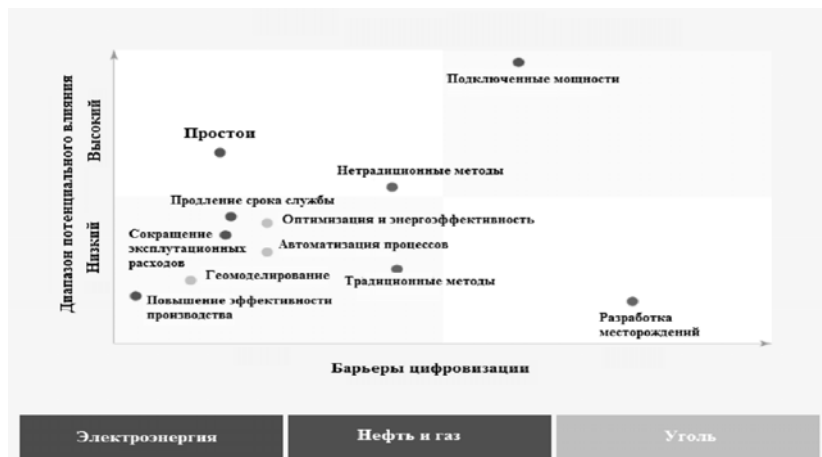 Диапазон потенциального влияния
Высокий
Низкий
Подключенные мощности
Простои
Нетрадиционные методы
Продление срока службы
Оптимизация и энергоэффективность
Сокращение
эксплутационных
расходов
Автоматизация процессов
Геомоделирование
Традиционные методы
Повышение эффективности
производства
Разработка
месторождений
Барьеры цифровизации
Электроэнергия
Нефть и газ
Уголь